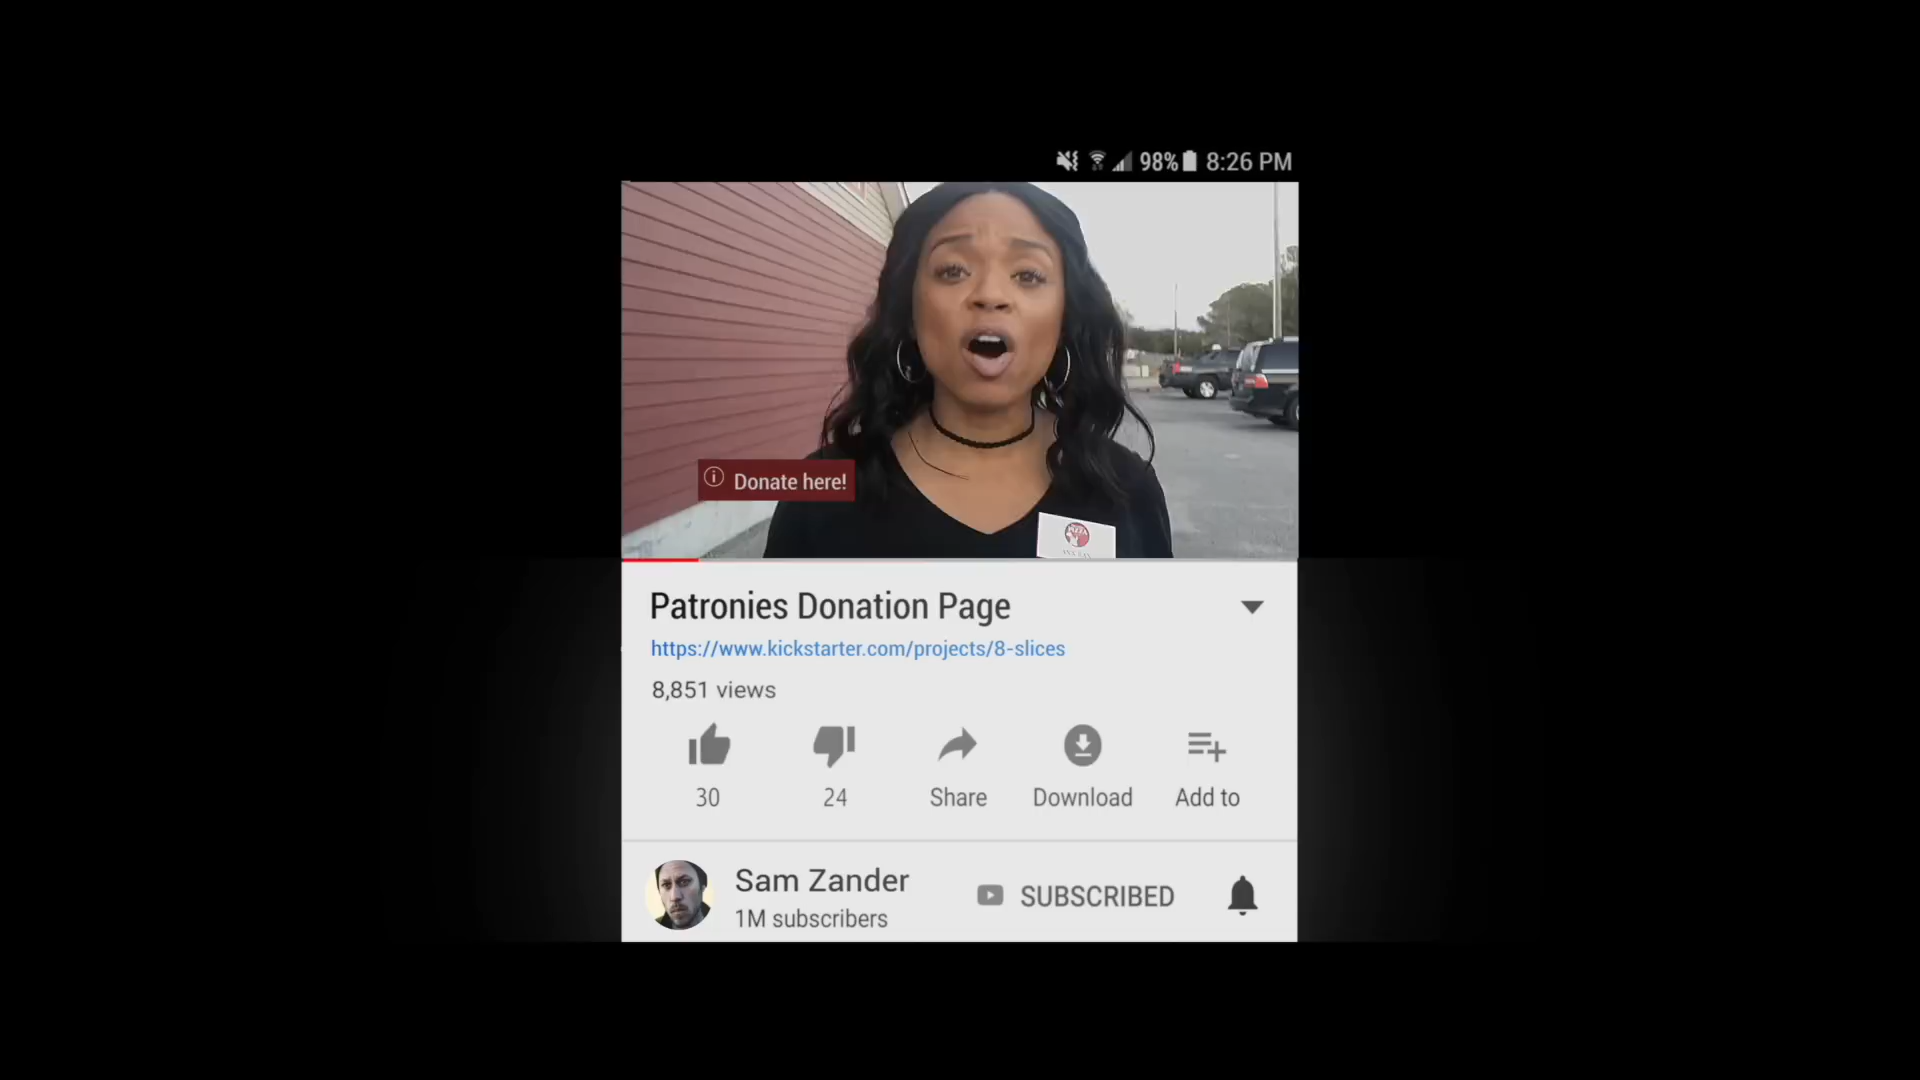 98% 8:26 PM
Donate here!
Patronies Donation Page
https://www.kickstarter.com/projects/8-slices
8,851 views
30 24 Share Download Add to
Sam Zander
SUBSCRIBED
1M subscribers